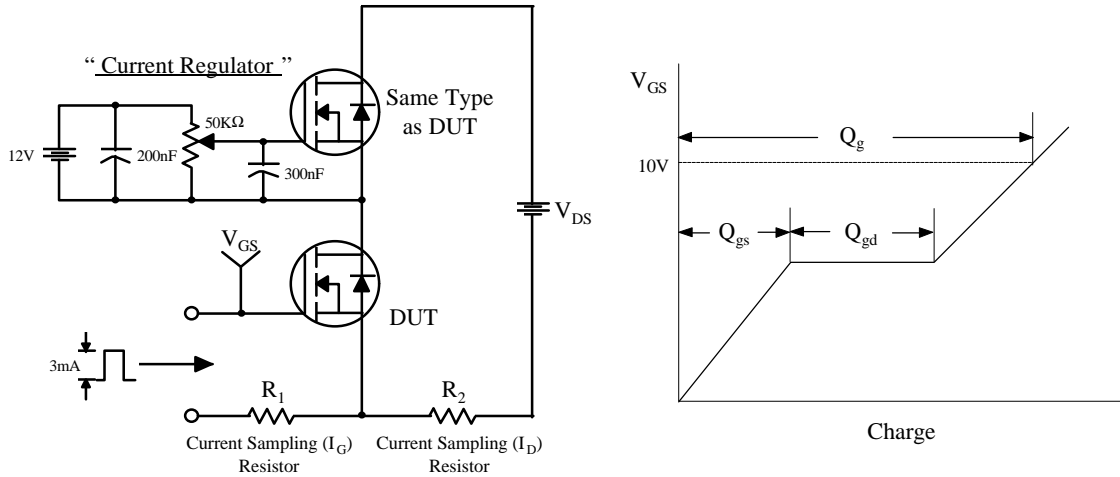 “ Current Regulator ”
50KΩ
12V
200nF
300nF
Same Type
as DUT
V_DS
V_GS
DUT
3mA
R_1
R_2
Current Sampling (I_G)
Resistor
Current Sampling (I_D)
Resistor
V_GS
Q_g
10V
Q_gs
Q_gd
Charge